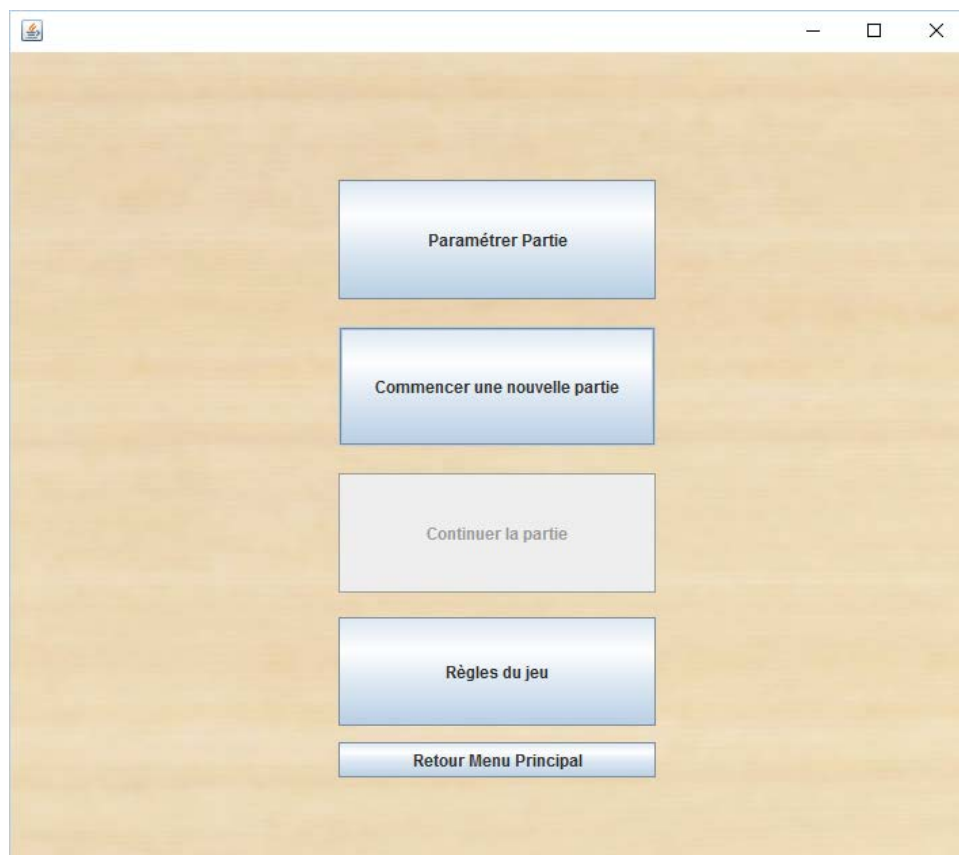 Paramétrer Partie
Commencer une nouvelle partie
Continuer la partie
Règles du jeu
Retour Menu Principal